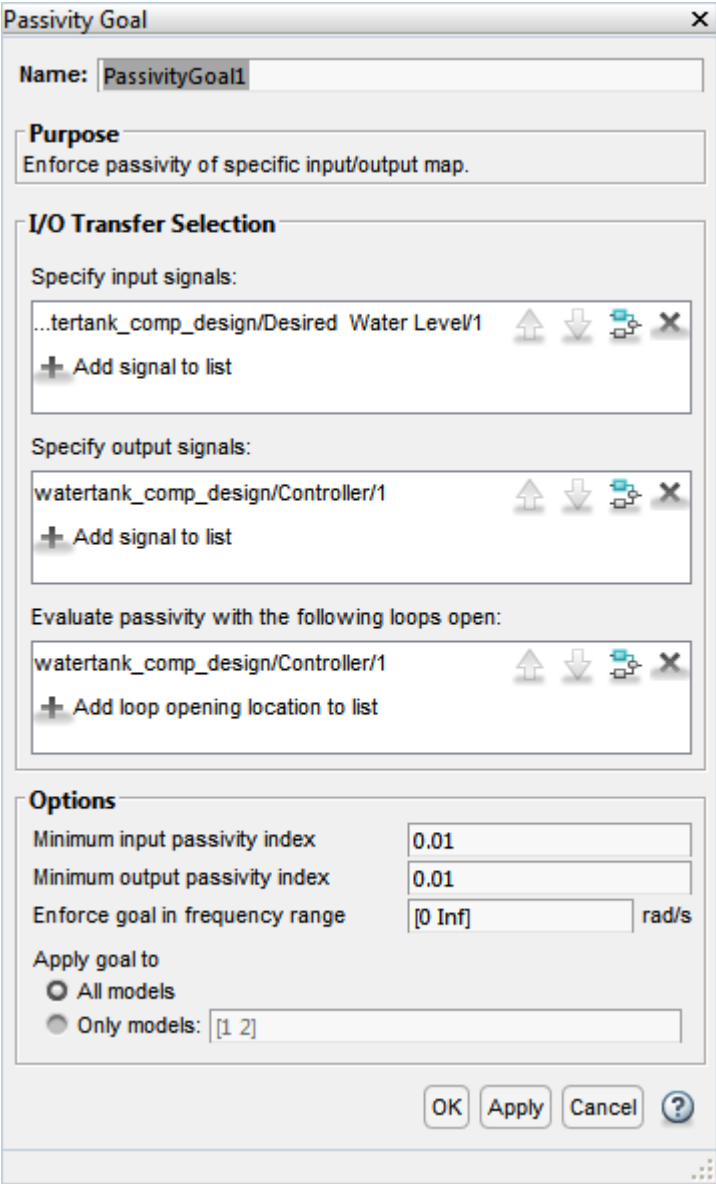 Passivity Goal
Name: PassivityGoal1
Purpose
Enforce passivity of specific input/output map.
I/O Transfer Selection
Specify input signals:
...tertank_comp_design/Desired  Water Level/1
Add signal to list
Specify output signals:
watertank_comp_design/Controller/1
Add signal to list
Evaluate passivity with the following loops open:
watertank_comp_design/Controller/1
Add loop opening location to list
Options
Minimum input passivity index 0.01
Minimum output passivity index 0.01
Enforce goal in frequency range [0 Inf] rad/s
Apply goal to
All models
Only models: [1 2]
OK Apply Cancel ?